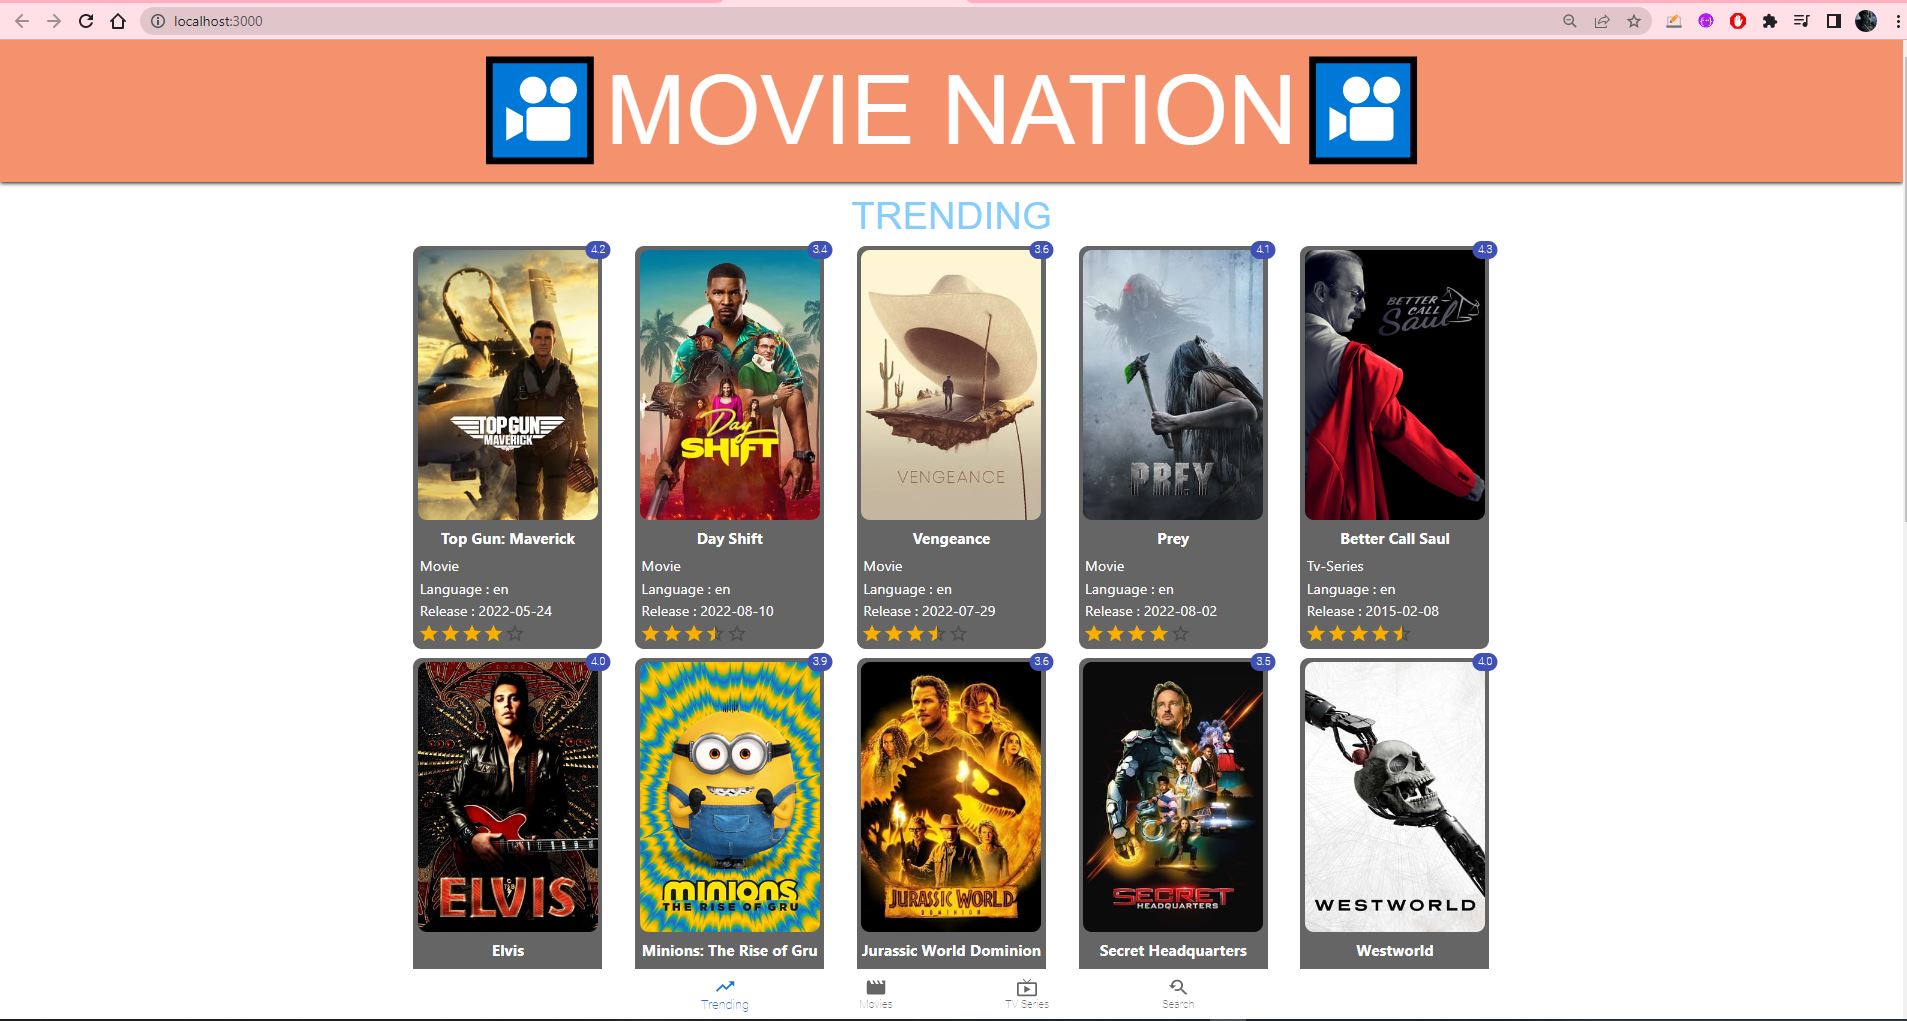 localhost:3000
MOVIE NATION
TRENDING
4.2
3.4
3.6
4.1
4.3
TOP GUN
MAVERICK
Day
SHIFT
VENGEANCE
PREY
BETTER
CALL
Saul
Top Gun: Maverick
Day Shift
Vengeance
Prey
Better Call Saul
Movie
Movie
Movie
Movie
Tv-Series
Language : en
Language : en
Language : en
Language : en
Language : en
Release : 2022-05-24
Release : 2022-08-10
Release : 2022-07-29
Release : 2022-08-02
Release : 2015-02-08
4.0
3.9
3.6
3.5
4.0
ELVIS
MINIONS
THE RISE OF GRU
JURASSIC WORLD
DOMINION
SECRET
HEADQUARTERS
WESTWORLD
Elvis
Minions: The Rise of Gru
Jurassic World Dominion
Secret Headquarters
Westworld
Trending
Movies
TV Series
Search